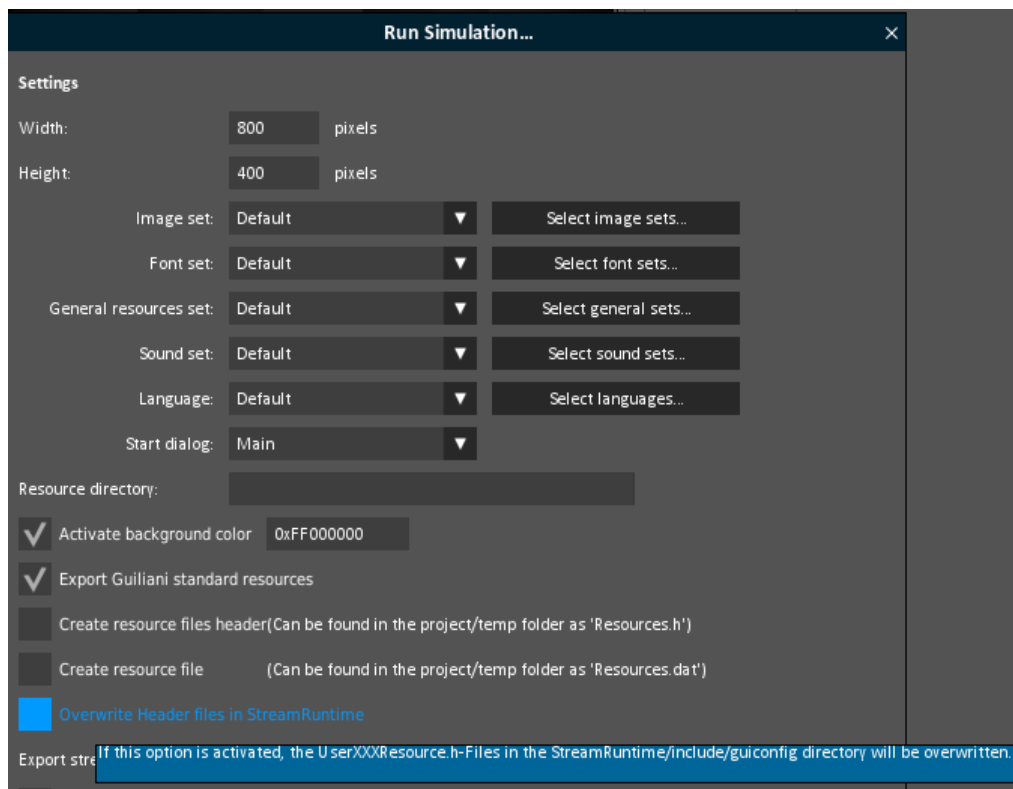 Run Simulation...
Settings
Width: 800 pixels
Height: 400 pixels
Image set: Default Select image sets...
Font set: Default Select font sets...
General resources set: Default Select general sets...
Sound set: Default Select sound sets...
Language: Default Select languages...
Start dialog: Main
Resource directory:
Activate background color 0xFF000000
Export Guiliani standard resources
Create resource files header(Can be found in the project/temp folder as 'Resources.h')
Create resource file (Can be found in the project/temp folder as 'Resources.dat')
Overwrite Header files in StreamRuntime
Export stre
If this option is activated, the UserXXXResource.h-Files in the StreamRuntime/include/guiconfig directory will be overwritten.